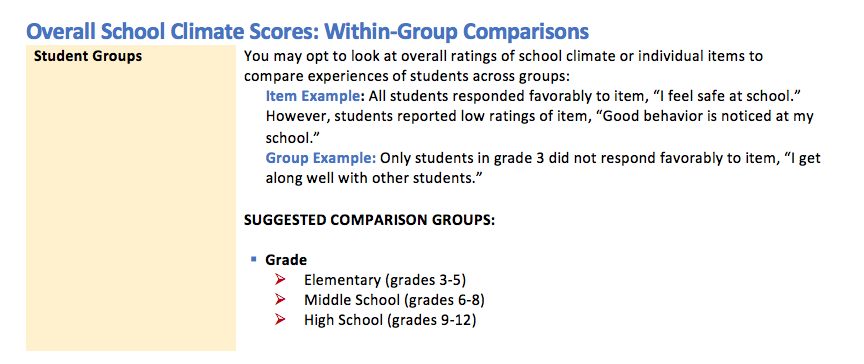 Overall School Climate Scores: Within-Group Comparisons
Student Groups
You may opt to look at overall ratings of school climate or individual items to
compare experiences of students across groups:
Item Example: All students responded favorably to item, “I feel safe at school.”
However, students reported low ratings of item, “Good behavior is noticed at my
school.”
Group Example: Only students in grade 3 did not respond favorably to item, “I get
along well with other students.”
SUGGESTED COMPARISON GROUPS:
▪ Grade
➢ Elementary (grades 3-5)
➢ Middle School (grades 6-8)
➢ High School (grades 9-12)